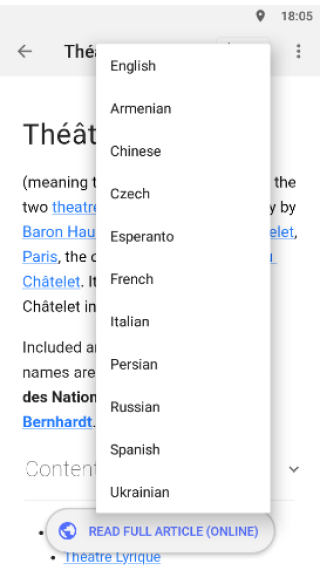 18:05
Thé
English
Armenian
Chinese
Czech
Esperanto
French
Italian
Persian
Russian
Spanish
Ukrainian
Théât
(meaning the
two theatre by
Baron Hau
Paris, the
Châtelet. It
Châtelet in
Included
names are
des Nation
Bernhardt.
Content
READ FULL ARTICLE (ONLINE)
Théâtre Lyrique